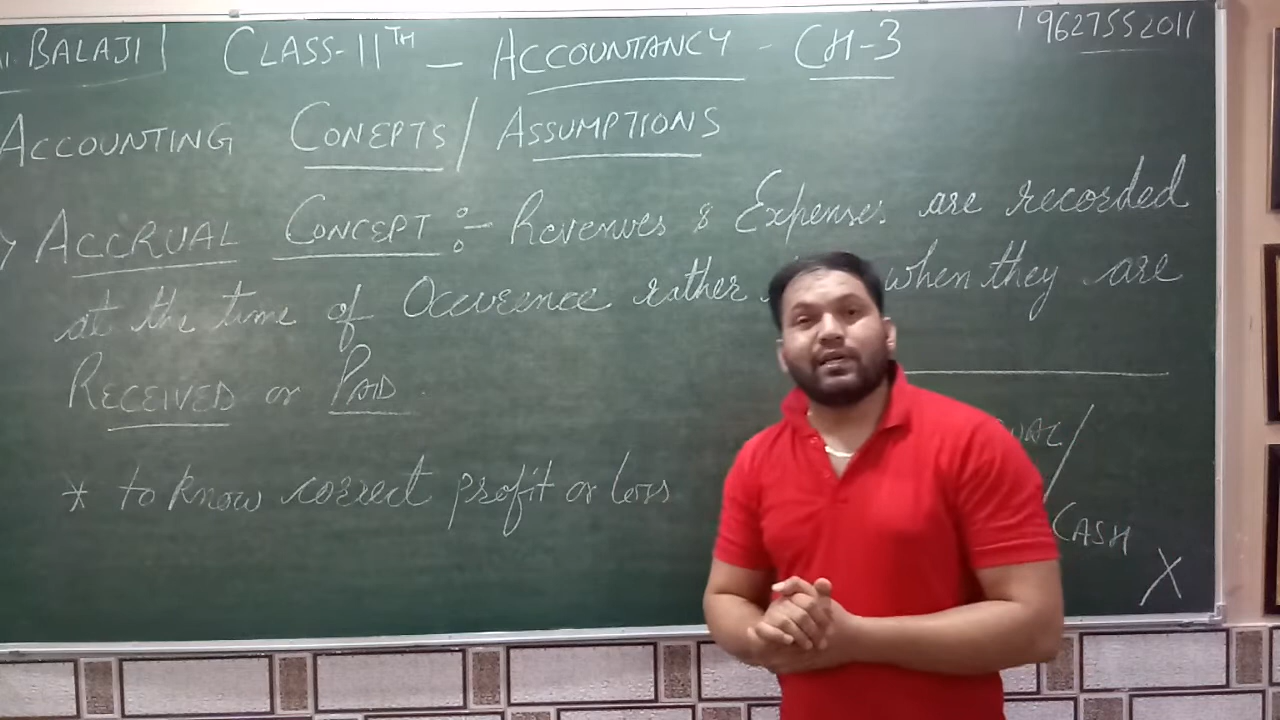 BALAJI CLASS-11TH - ACCOUNTANCY - CH-3 9627552011
ACCOUNTING CONEPTS / ASSUMPTIONS
ACCRUAL CONCEPT :- Revenues & Expenses are recorded
at the time of Occurence rather when they are
RECEIVED or PAID.
* to know correct profit or loss
CASH
X